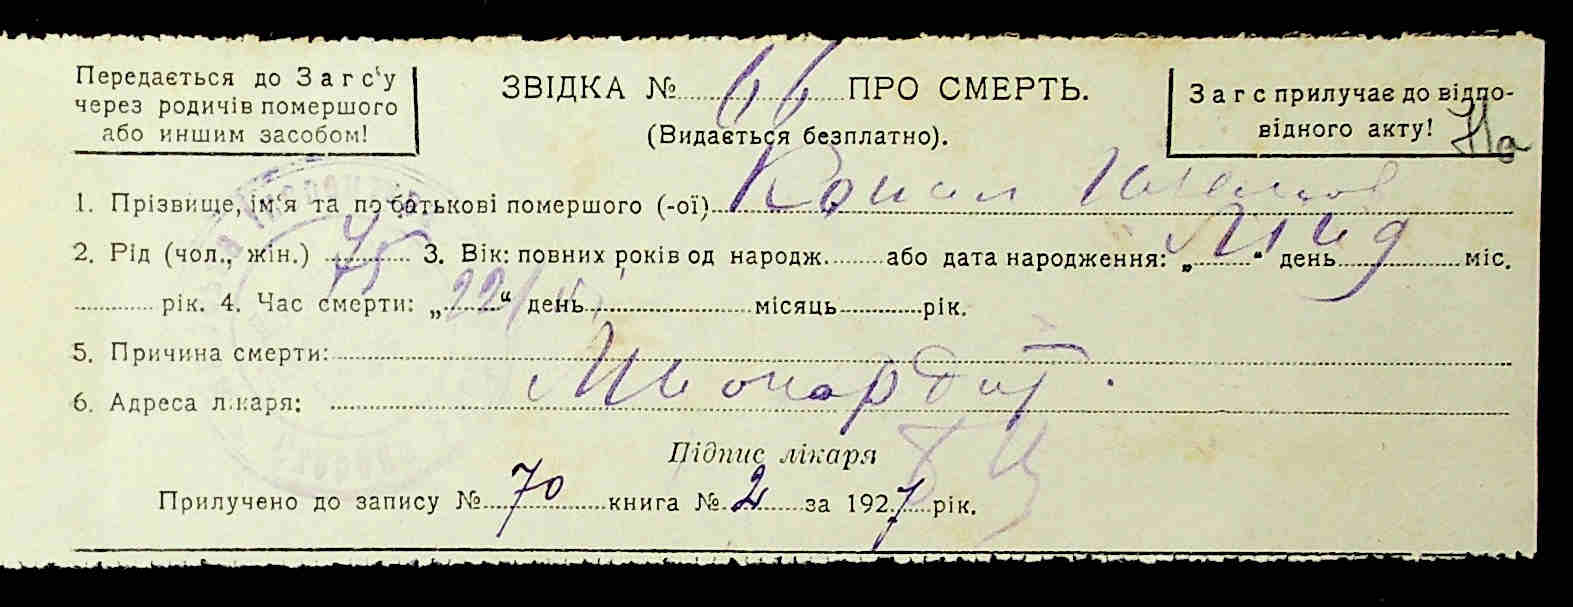 Передається до Загс'у
через родичів помершого
або иншим засобом!
ЗВІДКА № 66 ПРО СМЕРТЬ.
(Видається безплатно).
Загс прилучає до відпо-
відного акту!
1. Прізвище, ім'я та по батькові помершого (-ої)
2. Рід (чол., жін.) 75 3. Вік: повних років од народж. або дата народження: „ “ день міс.
рік. 4. Час смерти: „22“ день місяць рік.
5. Причина смерти: Миокардит.
6. Адреса лікаря:
Підпис лікаря
Прилучено до запису № 70 книга № 2 за 1927 рік.